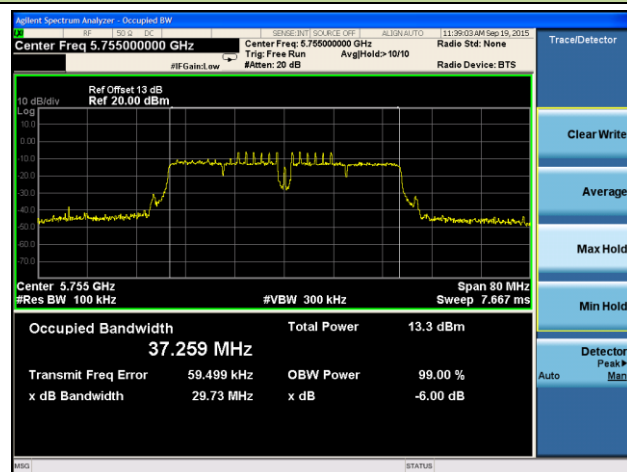 Agilent Spectrum Analyzer - Occupied BW
RF 50 Ω DC SENSE:INT SOURCE OFF ALIGN AUTO 11:39:03 AM Sep 19, 2015
Center Freq 5.755000000 GHz
Center Freq: 5.755000000 GHz
Radio Std: None
Trig: Free Run Avg|Hold:>10/10
#IFGain:Low
#Atten: 20 dB
Radio Device: BTS
Ref Offset 13 dB
10 dB/div Ref 20.00 dBm
Log
10.0
0.00
-10.0
-20.0
-30.0
-40.0
-50.0
-60.0
-70.0
Center 5.755 GHz Span 80 MHz
#Res BW 100 kHz #VBW 300 kHz Sweep 7.667 ms
Occupied Bandwidth Total Power 13.3 dBm
37.259 MHz
Transmit Freq Error 59.499 kHz OBW Power 99.00 %
x dB Bandwidth 29.73 MHz x dB -6.00 dB
MSG STATUS
Trace/Detector
Clear Write
Average
Max Hold
Min Hold
Detector
Peak▶
Auto Man